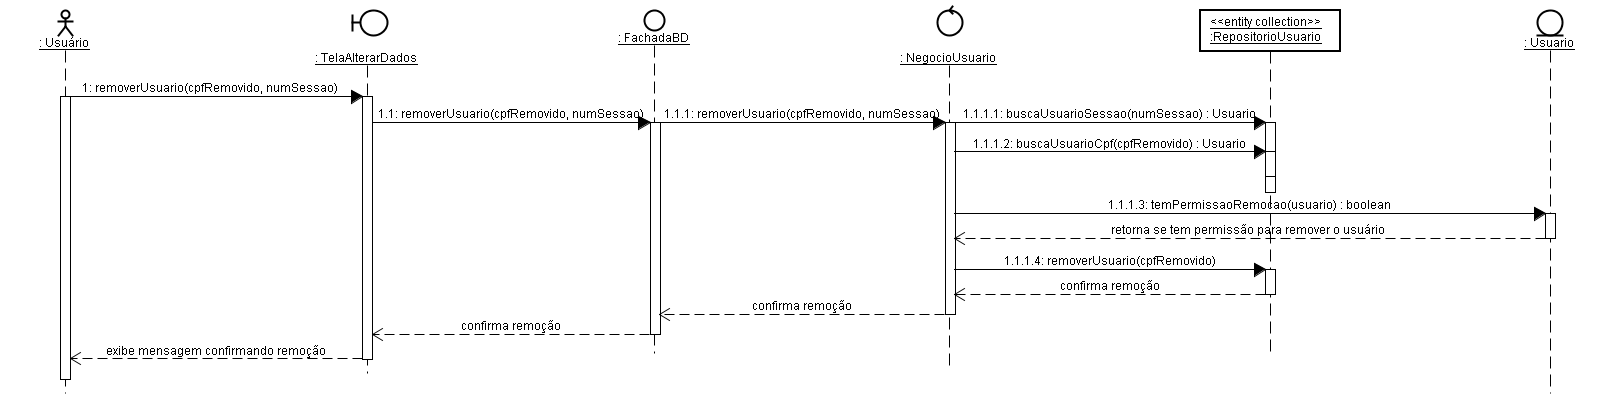 : Usuário
: TelaAlterarDados
: FachadaBD
: NegocioUsuario
<<entity collection>>
:RepositorioUsuario
: Usuario
1: removerUsuario(cpfRemovido, numSessao)
1.1: removerUsuario(cpfRemovido, numSessao)
1.1.1: removerUsuario(cpfRemovido, numSessao)
1.1.1.1: buscaUsuarioSessao(numSessao) : Usuario
1.1.1.2: buscaUsuarioCpf(cpfRemovido) : Usuario
1.1.1.3: temPermissaoRemocao(usuario) : boolean
retorna se tem permissão para remover o usuário
1.1.1.4: removerUsuario(cpfRemovido)
confirma remoção
confirma remoção
confirma remoção
exibe mensagem confirmando remoção